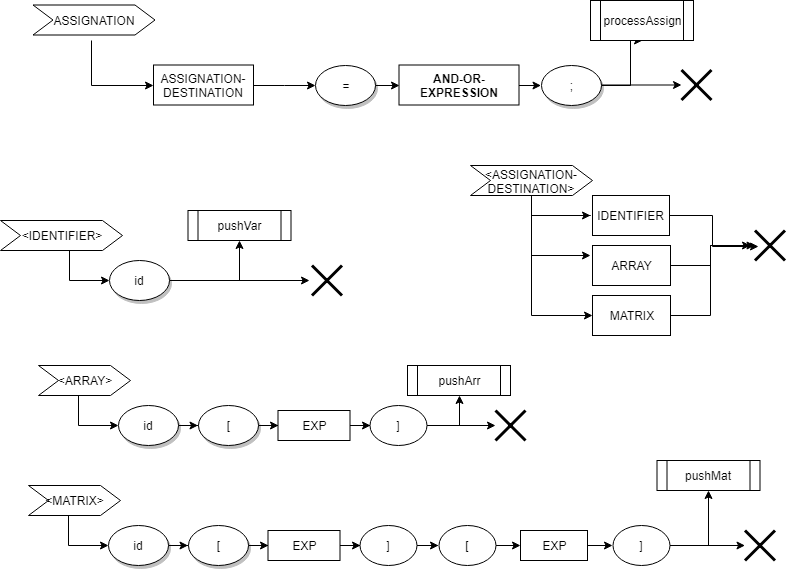 ASSIGNATION
processAssign
ASSIGNATION-
DESTINATION
=
AND-OR-
EXPRESSION
;
<ASSIGNATION-
DESTINATION>
IDENTIFIER
ARRAY
MATRIX
<IDENTIFIER>
pushVar
id
<ARRAY>
pushArr
id
[
EXP
]
<MATRIX>
pushMat
id
[
EXP
]
[
EXP
]